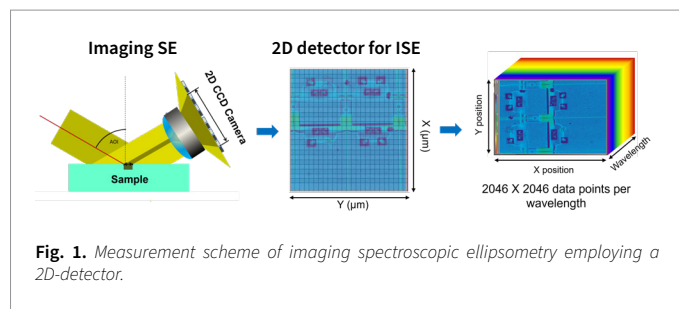 Imaging SE
2D detector for ISE
2D CCD Camera
AOI
Sample
X (μm)
Y (μm)
Y position
X position
Wavelength
2046 X 2046 data points per
wavelength
Fig. 1. Measurement scheme of imaging spectroscopic ellipsometry employing a
2D-detector.